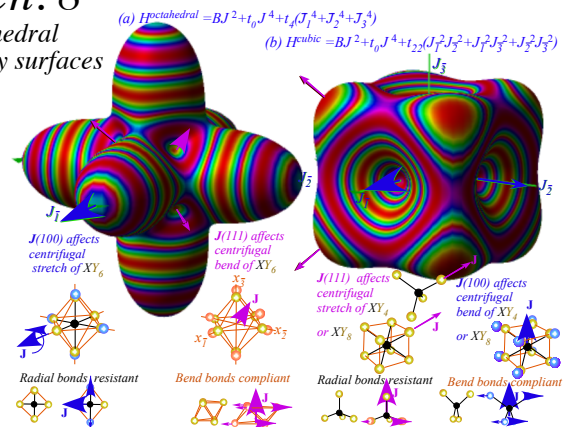 8
(a) H^octahedral =BJ^2+t_0J^4+t_4(J_1^4+J_2^4+J_3^4)
hedral
surfaces
(b) H^cubic =BJ^2+t_0J^4+t_22(J_1^2J_2^2+J_1^2J_3^2+J_2^2J_3^2)
J_3
J_1
J_2
J_1
J_2
J(100) affects
centrifugal
stretch of XY_6
J(111) affects
centrifugal
bend of XY_6
J(111) affects
centrifugal
stretch of XY_4
or XY_8
J(100) affects
centrifugal
bend of XY_4
or XY_8
x_3
x_1
x_2
J
J
J
J
Radial bonds resistant
Bend bonds compliant
Radial bonds resistant
Bend bonds compliant
J
J
J
J